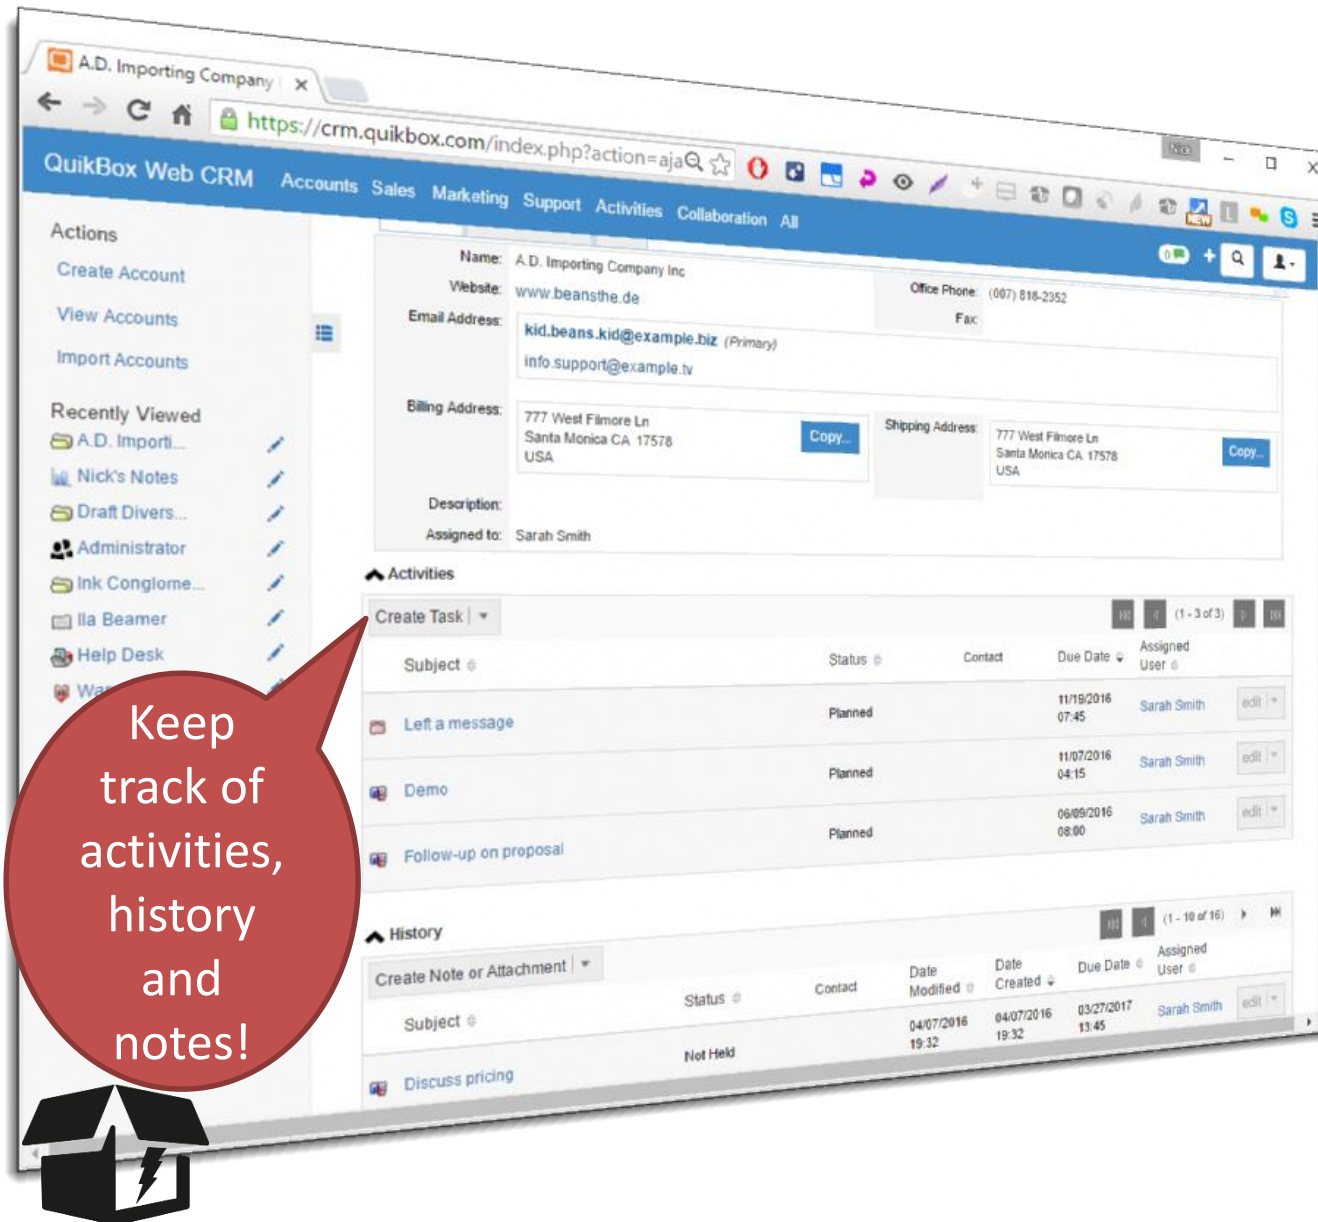 A.D. Importing Company
https://crm.quikbox.com/index.php?action=aja
QuikBox Web CRM Accounts Sales Marketing Support Activities Collaboration All
NEW
Actions
Create Account
View Accounts
Import Accounts
Recently Viewed
A.D. Importi...
Nick's Notes
Draft Divers...
Administrator
Ink Conglome...
Ila Beamer
Help Desk
Name: A.D. Importing Company Inc
Website: www.beansthe.de
Office Phone: (007) 818-2352
Fax:
Email Address: kid.beans.kid@example.biz (Primary)
info.support@example.tv
Billing Address: 777 West Filmore Ln
Santa Monica CA 17578
USA
Copy...
Shipping Address: 777 West Filmore Ln
Santa Monica CA 17578
USA
Copy...
Description:
Assigned to: Sarah Smith
Activities
Create Task (1 - 3 of 3)
Subject Status Contact Due Date Assigned User
Left a message Planned 11/19/2016 07:45 Sarah Smith edit
Demo Planned 11/07/2016 04:15 Sarah Smith edit
Follow-up on proposal Planned 06/09/2016 08:00 Sarah Smith edit
History
(1 - 10 of 16)
Create Note or Attachment
Subject Status Contact Date Modified Date Created Due Date Assigned User
Discuss pricing Not Held 04/07/2016 19:32 04/07/2016 19:32 03/27/2017 13:45 Sarah Smith edit
Keep
track of
activities,
history
and
notes!